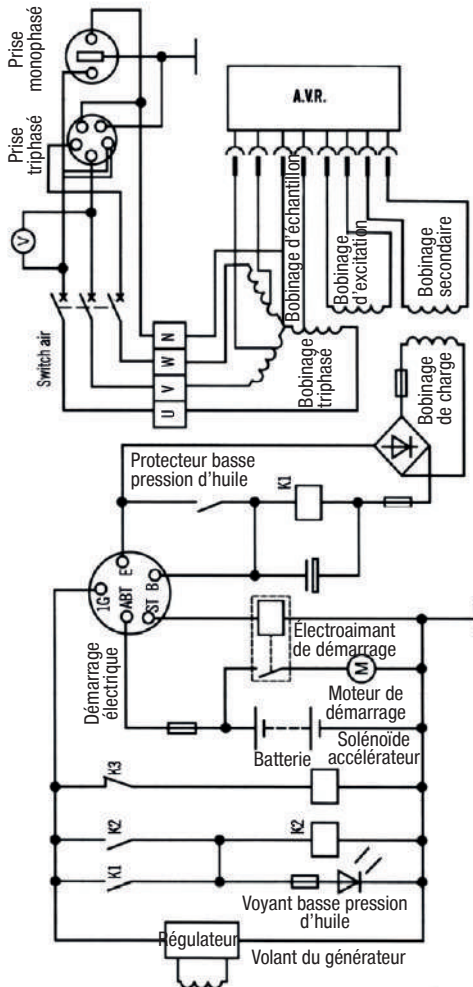 Prise
monophasé
Prise
triphasé
V
Switch air
A.V.R.
Bobinage d'échantillon
Bobinage
d'excitation
Bobinage
secondaire
U
V
W
N
Bobinage
triphasé
Bobinage
de charge
Protecteur basse
pression d'huile
K1
1G
ABT
E
ST
B
Démarrage
électrique
Électroaimant
de démarrage
M
Moteur de
démarrage
Batterie
Solénoïde
accélérateur
K3
K2
K2
K1
Voyant basse pression
d'huile
Régulateur
Volant du générateur